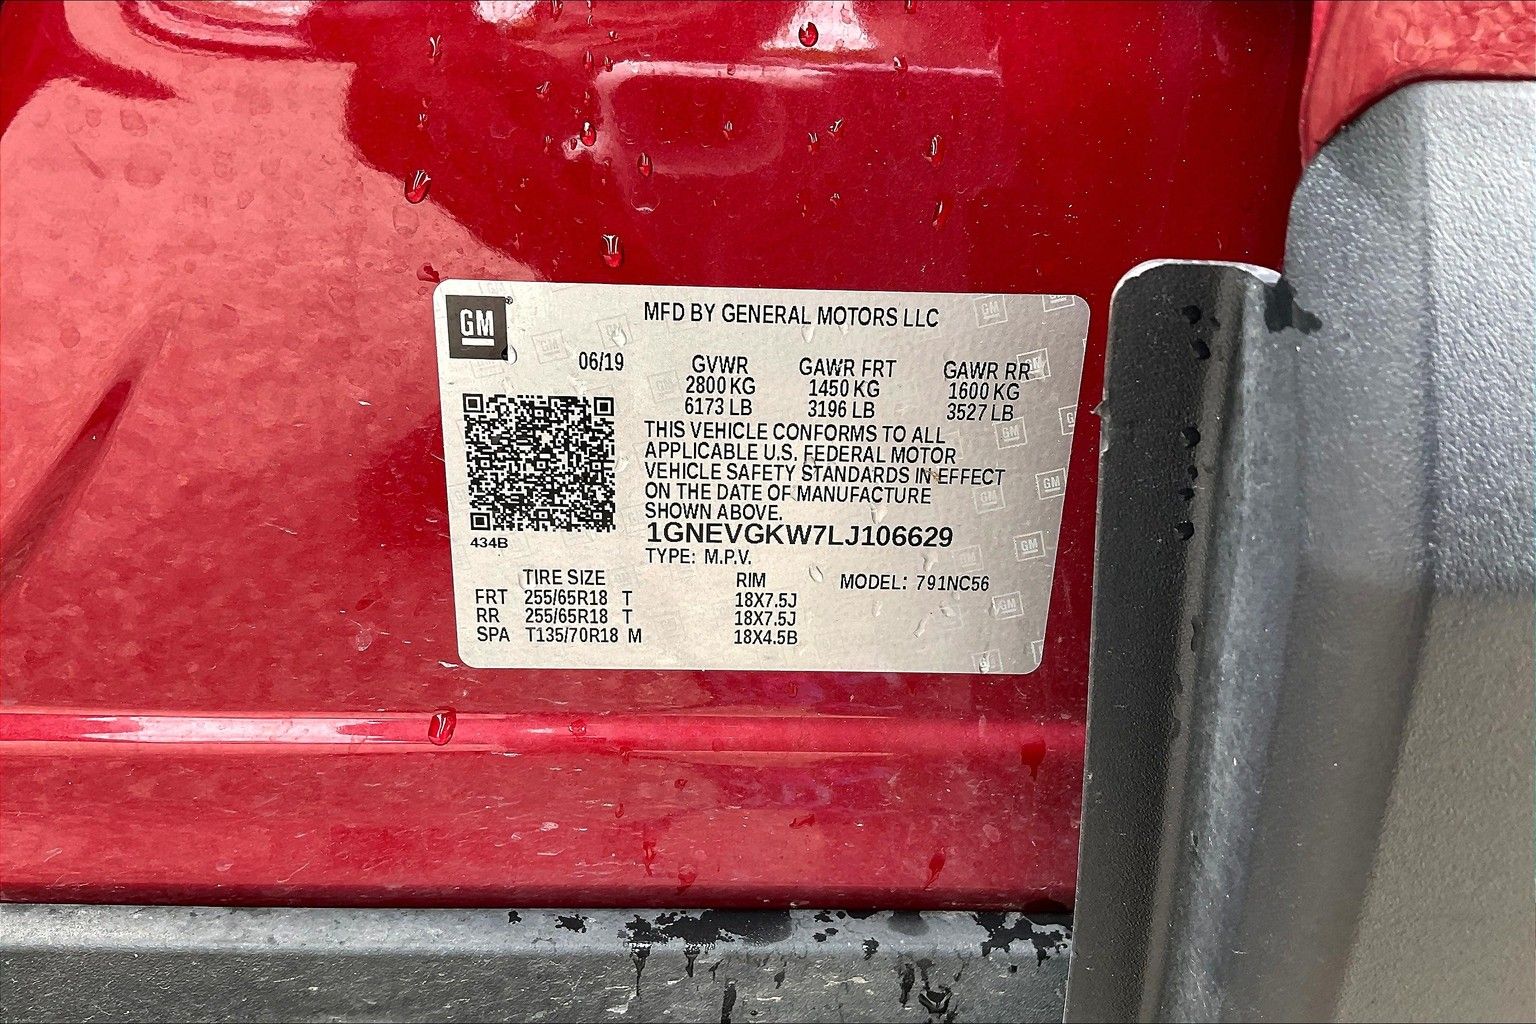 GM
MFD BY GENERAL MOTORS LLC
06/19 GVWR GAWR FRT GAWR RR
2800 KG 1450 KG 1600 KG
6173 LB 3196 LB 3527 LB
THIS VEHICLE CONFORMS TO ALL
APPLICABLE U.S. FEDERAL MOTOR
VEHICLE SAFETY STANDARDS IN EFFECT
ON THE DATE OF MANUFACTURE
SHOWN ABOVE.
1GNEVGKW7LJ106629
434B
TYPE: M.P.V.
TIRE SIZE RIM MODEL: 791NC56
FRT 255/65R18 T 18X7.5J
RR 255/65R18 T 18X7.5J
SPA T135/70R18 M 18X4.5B